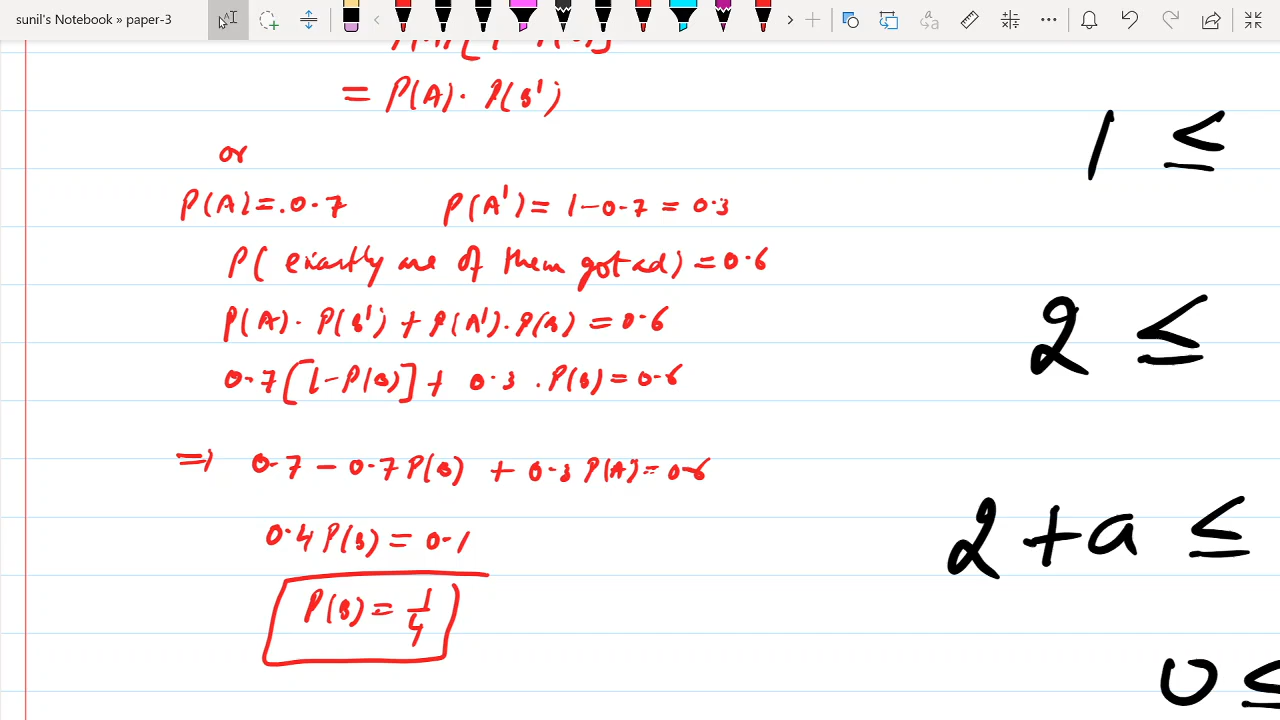 sunil's Notebook » paper-3
= P(A) · P(B')
or
P(A) = .0.7 P(A') = 1-0.7 = 0.3
P( exactly one of them got ad) = 0.6
P(A) · P(B') + P(A') · P(B) = 0.6
0.7 [1-P(B)] + 0.3 . P(B) = 0.6
⇒ 0.7 - 0.7 P(B) + 0.3 P(A) = 0.6
0.4 P(B) = 0.1
P(B) = 1/4
1 ≤
2 ≤
2 + a ≤
0 ≤